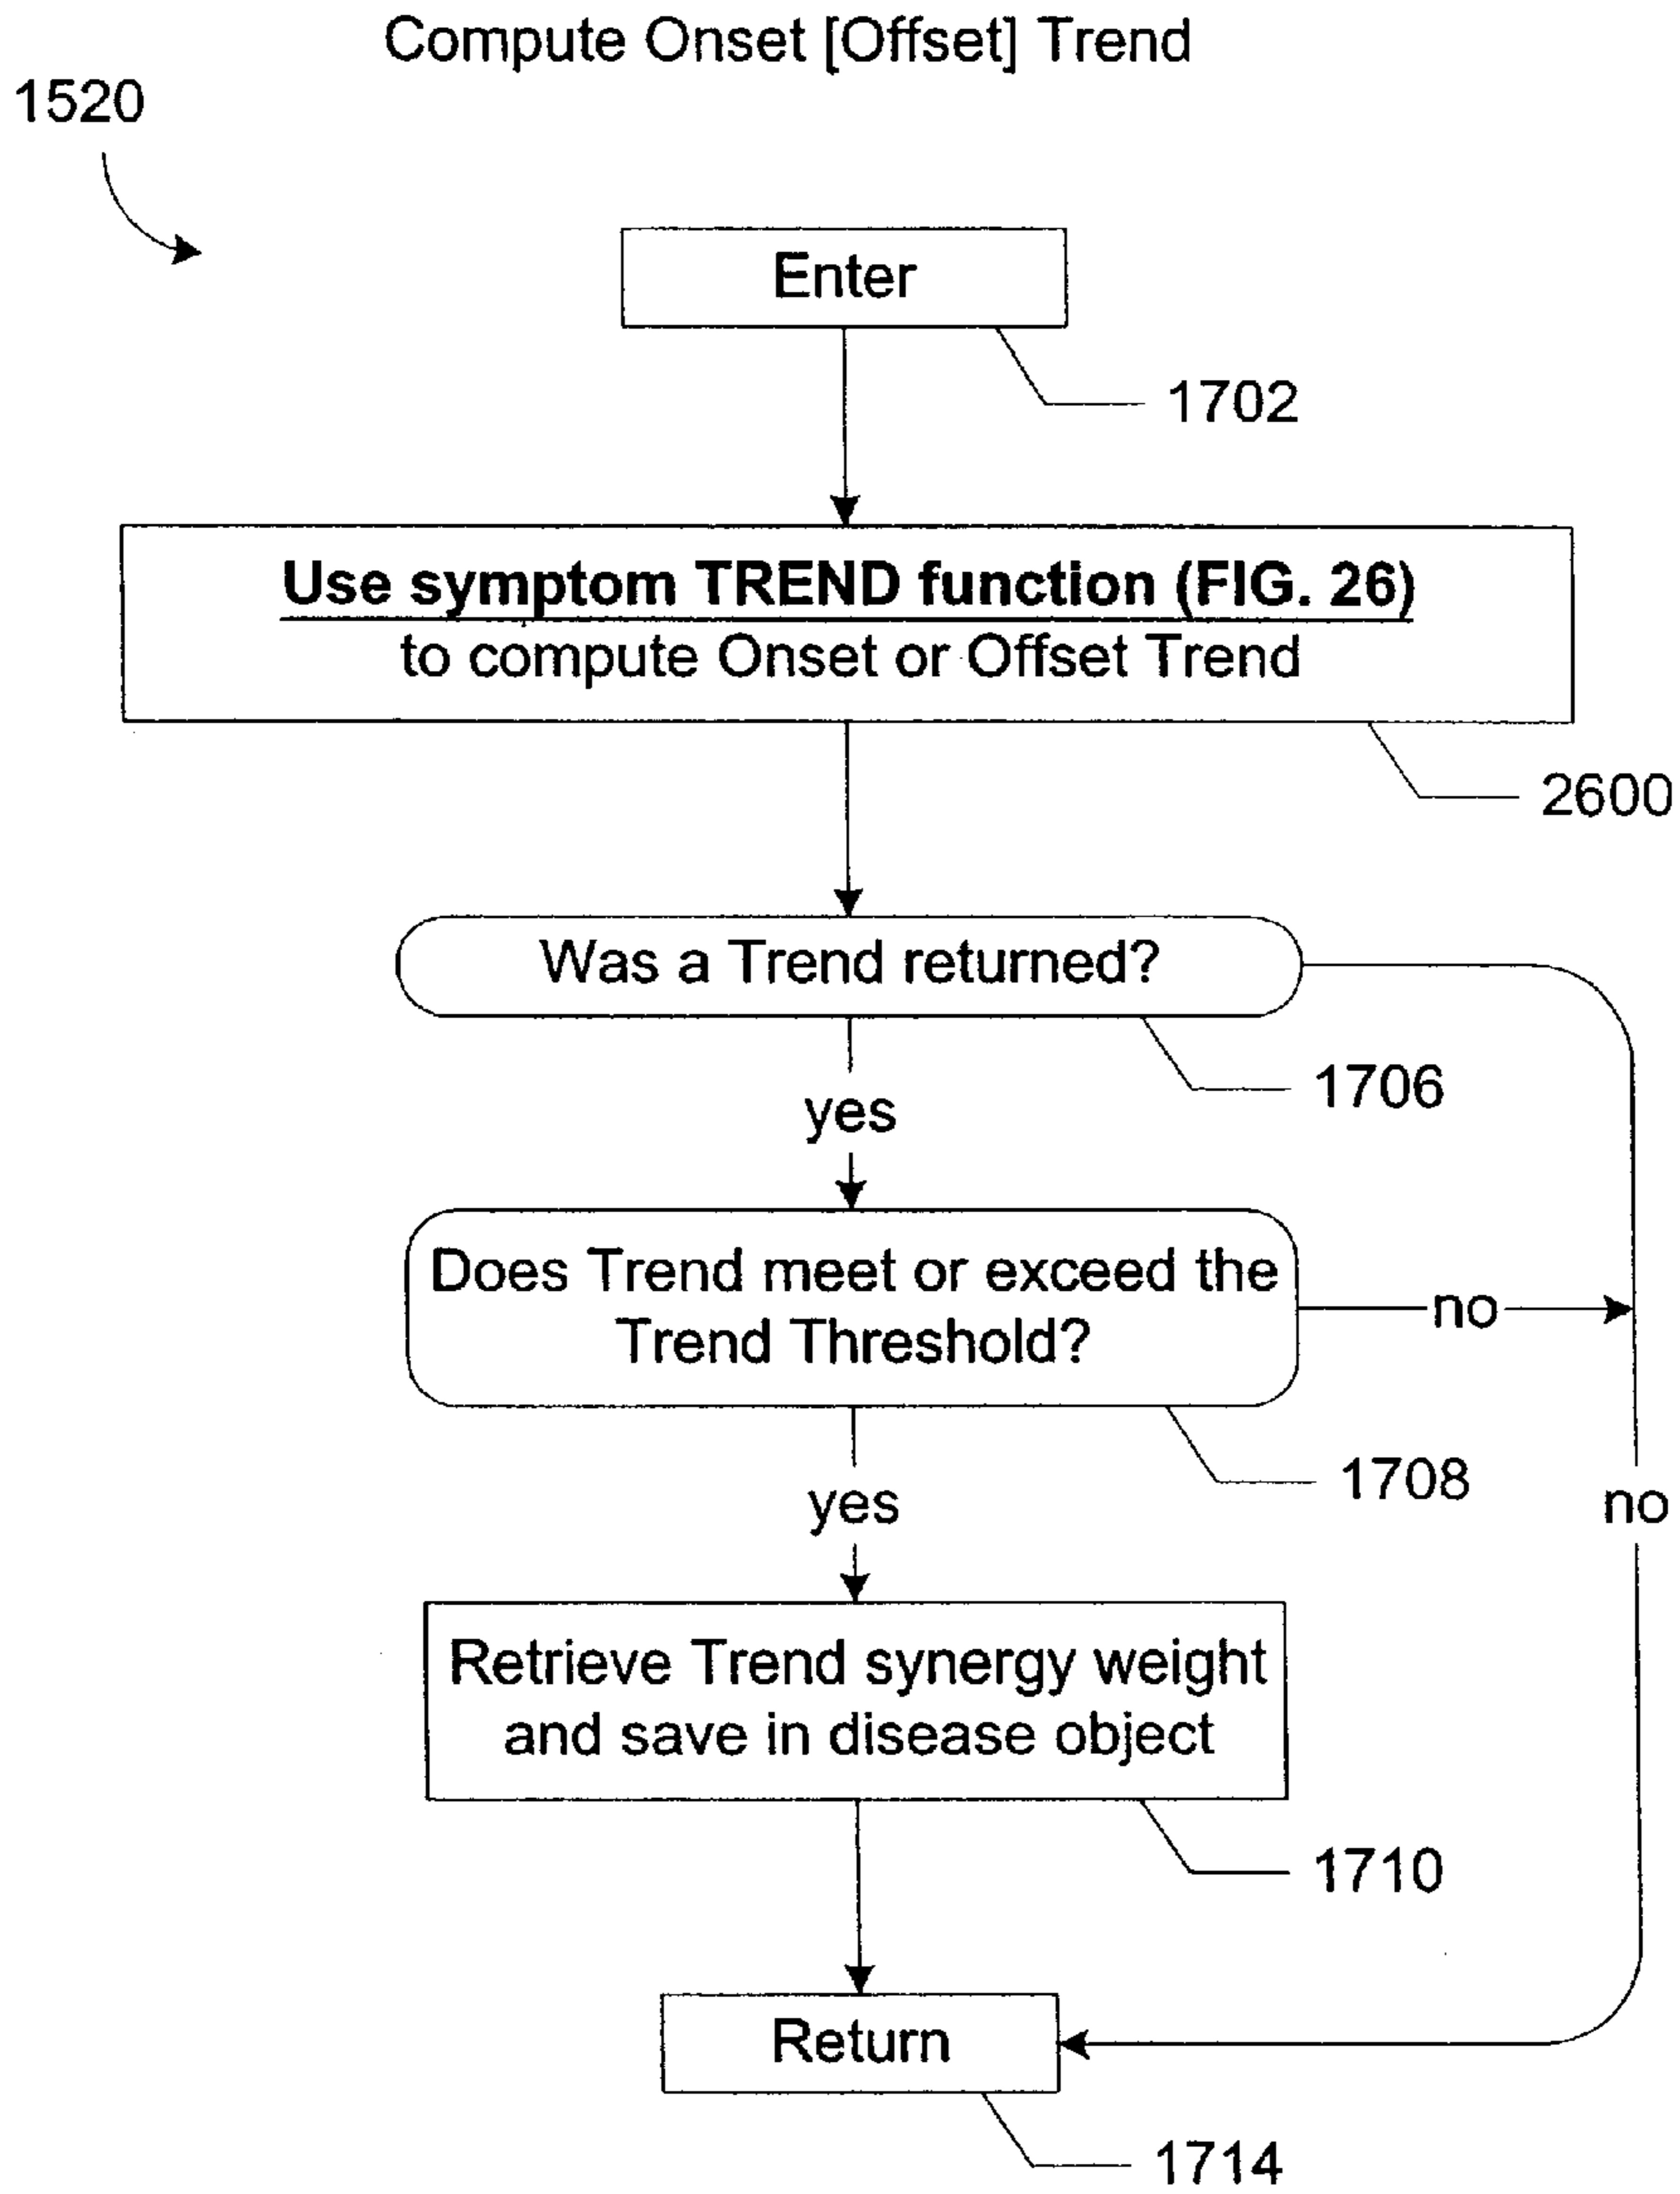 Compute Onset [Offset] Trend
1520
Enter
1702
Use symptom TREND function (FIG. 26)
to compute Onset or Offset Trend
2600
Was a Trend returned?
1706
yes
Does Trend meet or exceed the
Trend Threshold?
no
1708
yes
no
Retrieve Trend synergy weight
and save in disease object
1710
Return
1714